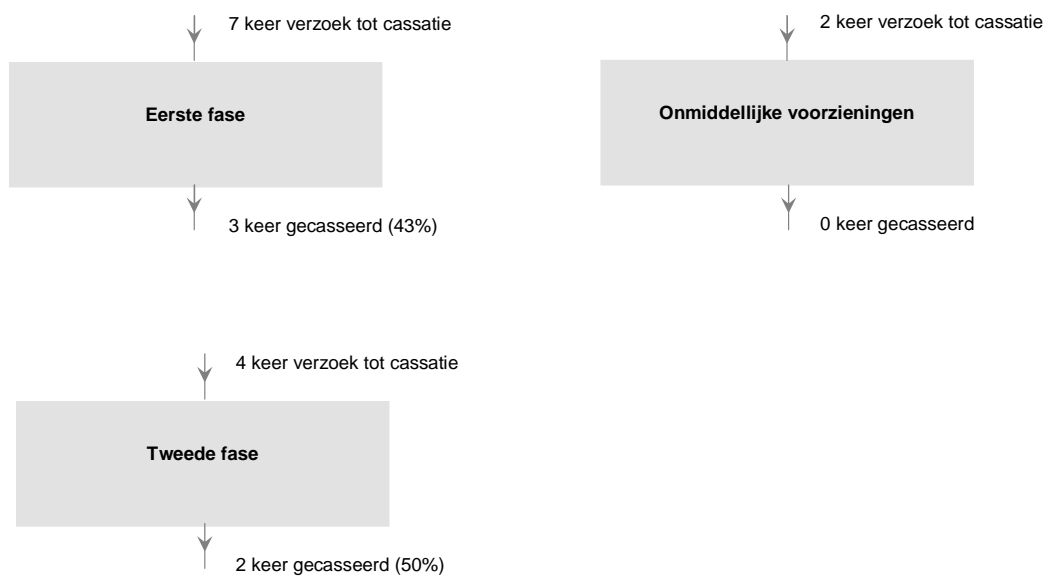 7 keer verzoek tot cassatie
Eerste fase
3 keer gecasseerd (43%)
2 keer verzoek tot cassatie
Onmiddellijke voorzieningen
0 keer gecasseerd
4 keer verzoek tot cassatie
Tweede fase
2 keer gecasseerd (50%)